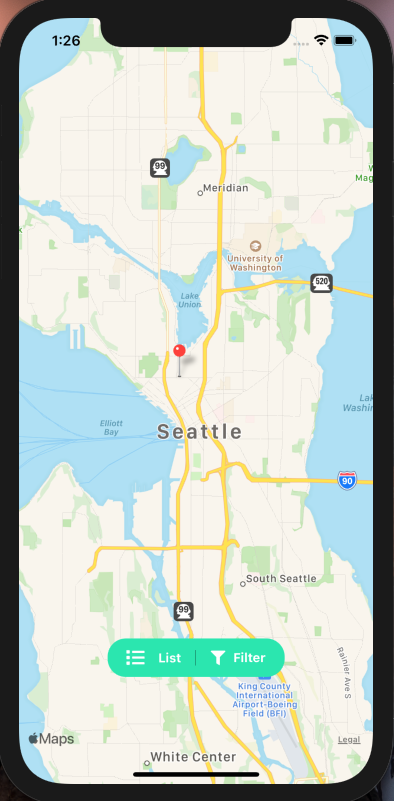 1:26
99
Meridian
W
Mag
University of
Washington
520
Lake
Union
Elliott
Bay
Lak
Washin
Seattle
90
South Seattle
99
List
Filter
Rainier Ave S
King County
International
Airport-Boeing
Field (BFI)
Maps
Legal
White Center